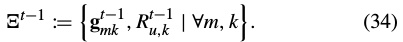 Ξ^{t−1} := {𝐠_{mk}^{t−1}, R_{u,k}^{t−1} | ∀m, k}. (34)